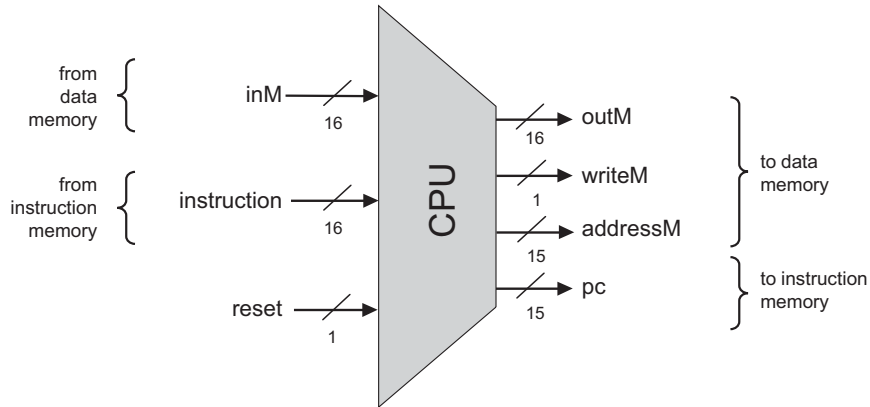 from
data
memory
inM
16
from
instruction
memory
instruction
16
reset
1
CPU
outM
16
writeM
1
addressM
15
pc
15
to data
memory
to instruction
memory